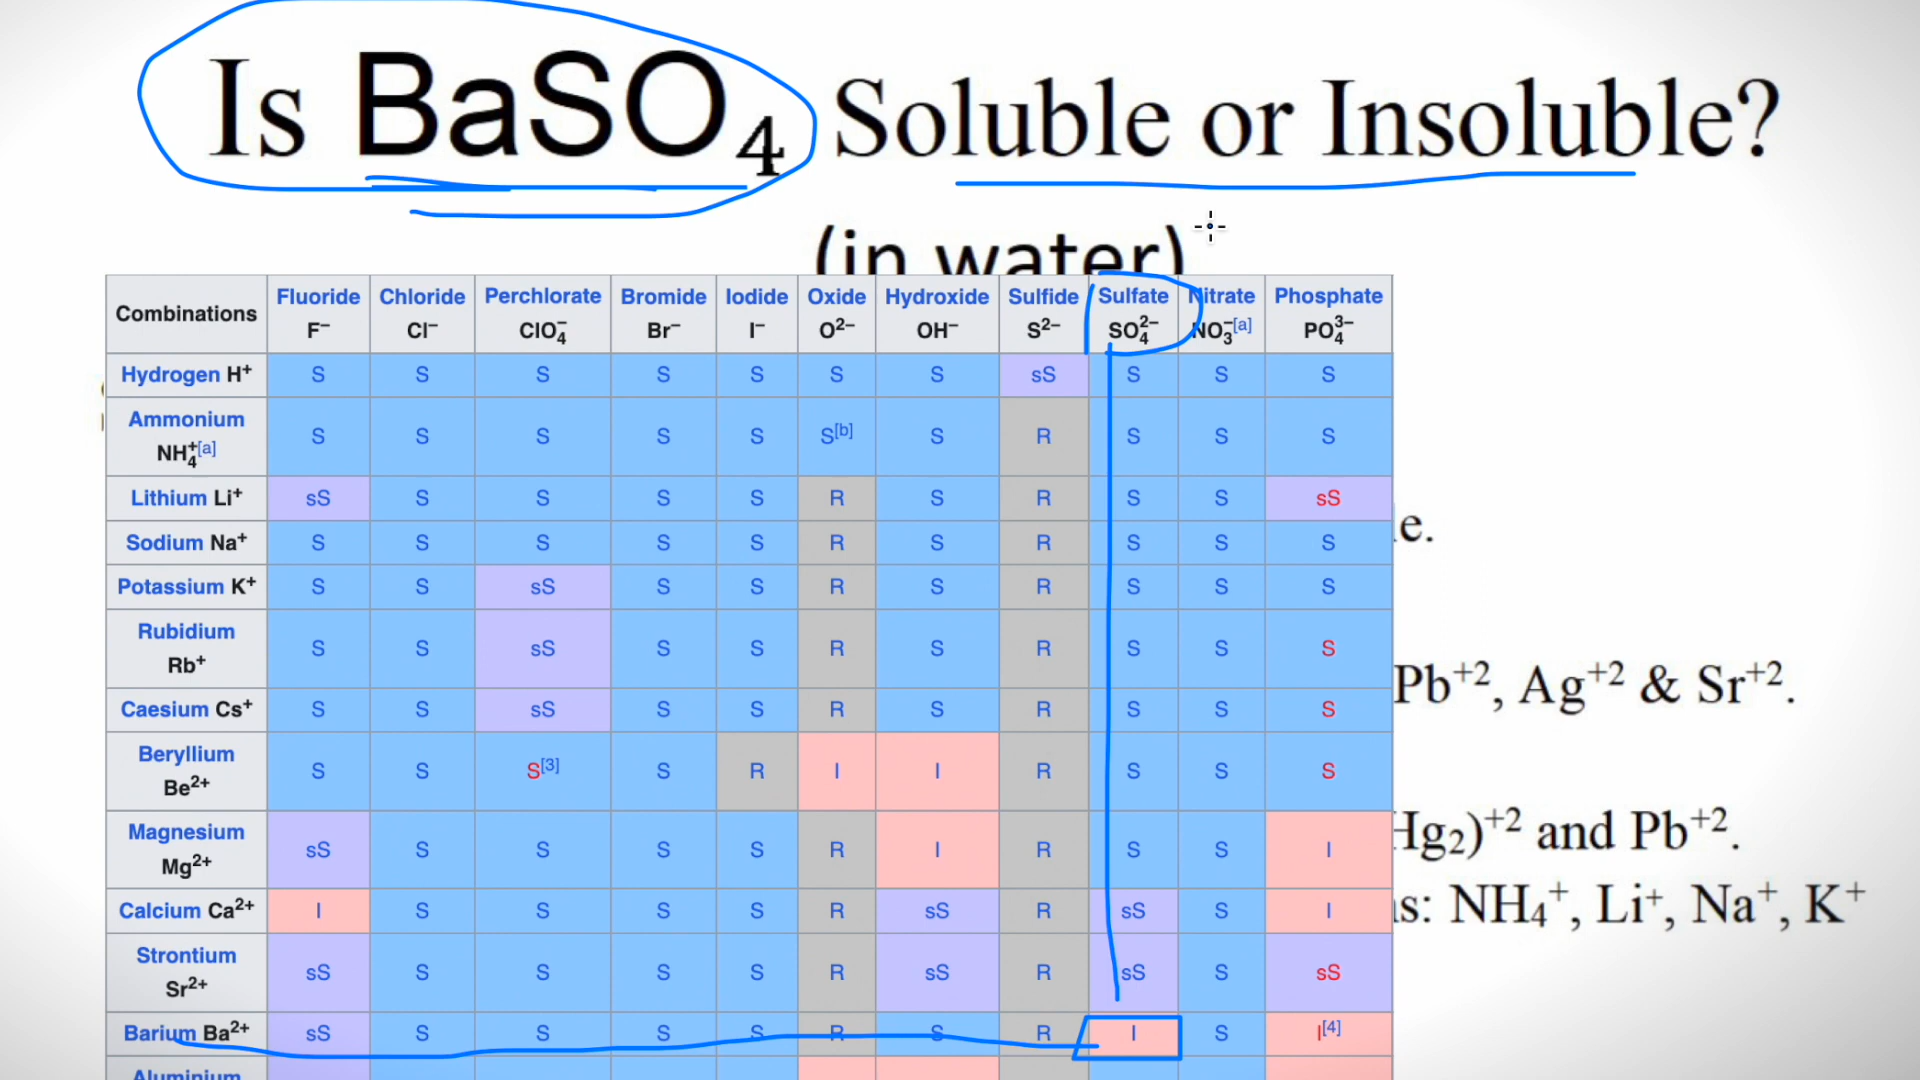 Is BaSO₄ Soluble or Insoluble?
(in water)
Combinations Fluoride F⁻ Chloride Cl⁻ Perchlorate ClO₄⁻ Bromide Br⁻ Iodide I⁻ Oxide O²⁻ Hydroxide OH⁻ Sulfide S²⁻ Sulfate SO₄²⁻ Nitrate NO₃⁻[a] Phosphate PO₄³⁻
Hydrogen H⁺ S S S S S S S sS S S S
Ammonium NH₄⁺[a] S S S S S S[b] S R S S S
Lithium Li⁺ sS S S S S R S R S S sS
Sodium Na⁺ S S S S S R S R S S S
Potassium K⁺ S S sS S S R S R S S S
Rubidium Rb⁺ S S sS S S R S R S S S
Caesium Cs⁺ S S sS S S R S R S S S
Beryllium Be²⁺ S S S[3] S R I I R S S S
Magnesium Mg²⁺ sS S S S S R I R S S I
Calcium Ca²⁺ I S S S S R sS R sS S I
Strontium Sr²⁺ sS S S S S R sS R sS S sS
Barium Ba²⁺ sS S S S S R S R I S I[4]
Aluminium
le.
Pb⁺², Ag⁺² & Sr⁺².
Hg₂)⁺² and Pb⁺².
s: NH₄⁺, Li⁺, Na⁺, K⁺